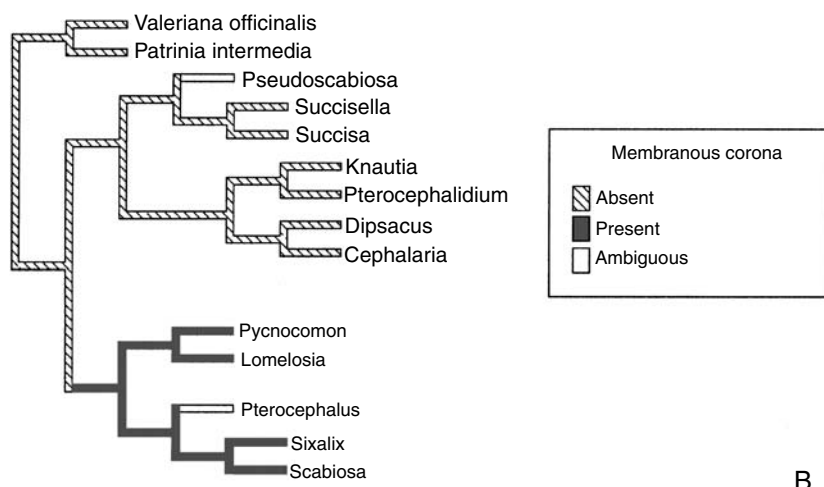 Valeriana officinalis
Patrinia intermedia
Pseudoscabiosa
Succisella
Succisa
Knautia
Pterocephalidium
Dipsacus
Cephalaria
Pycnocomon
Lomelosia
Pterocephalus
Sixalix
Scabiosa
Membranous corona
Absent
Present
Ambiguous
B